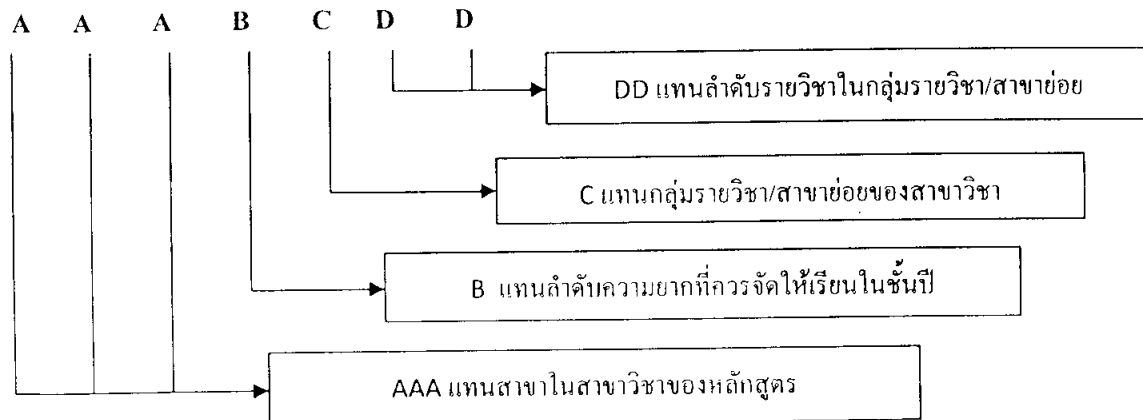 A A A B C D D
DD แทนลำดับรายวิชาในกลุ่มรายวิชา/สาขาย่อย
C แทนกลุ่มรายวิชา/สาขาย่อยของสาขาวิชา
B แทนลำดับความยากที่ควรจัดให้เรียนในชั้นปี
AAA แทนสาขาในสาขาวิชาของหลักสูตร